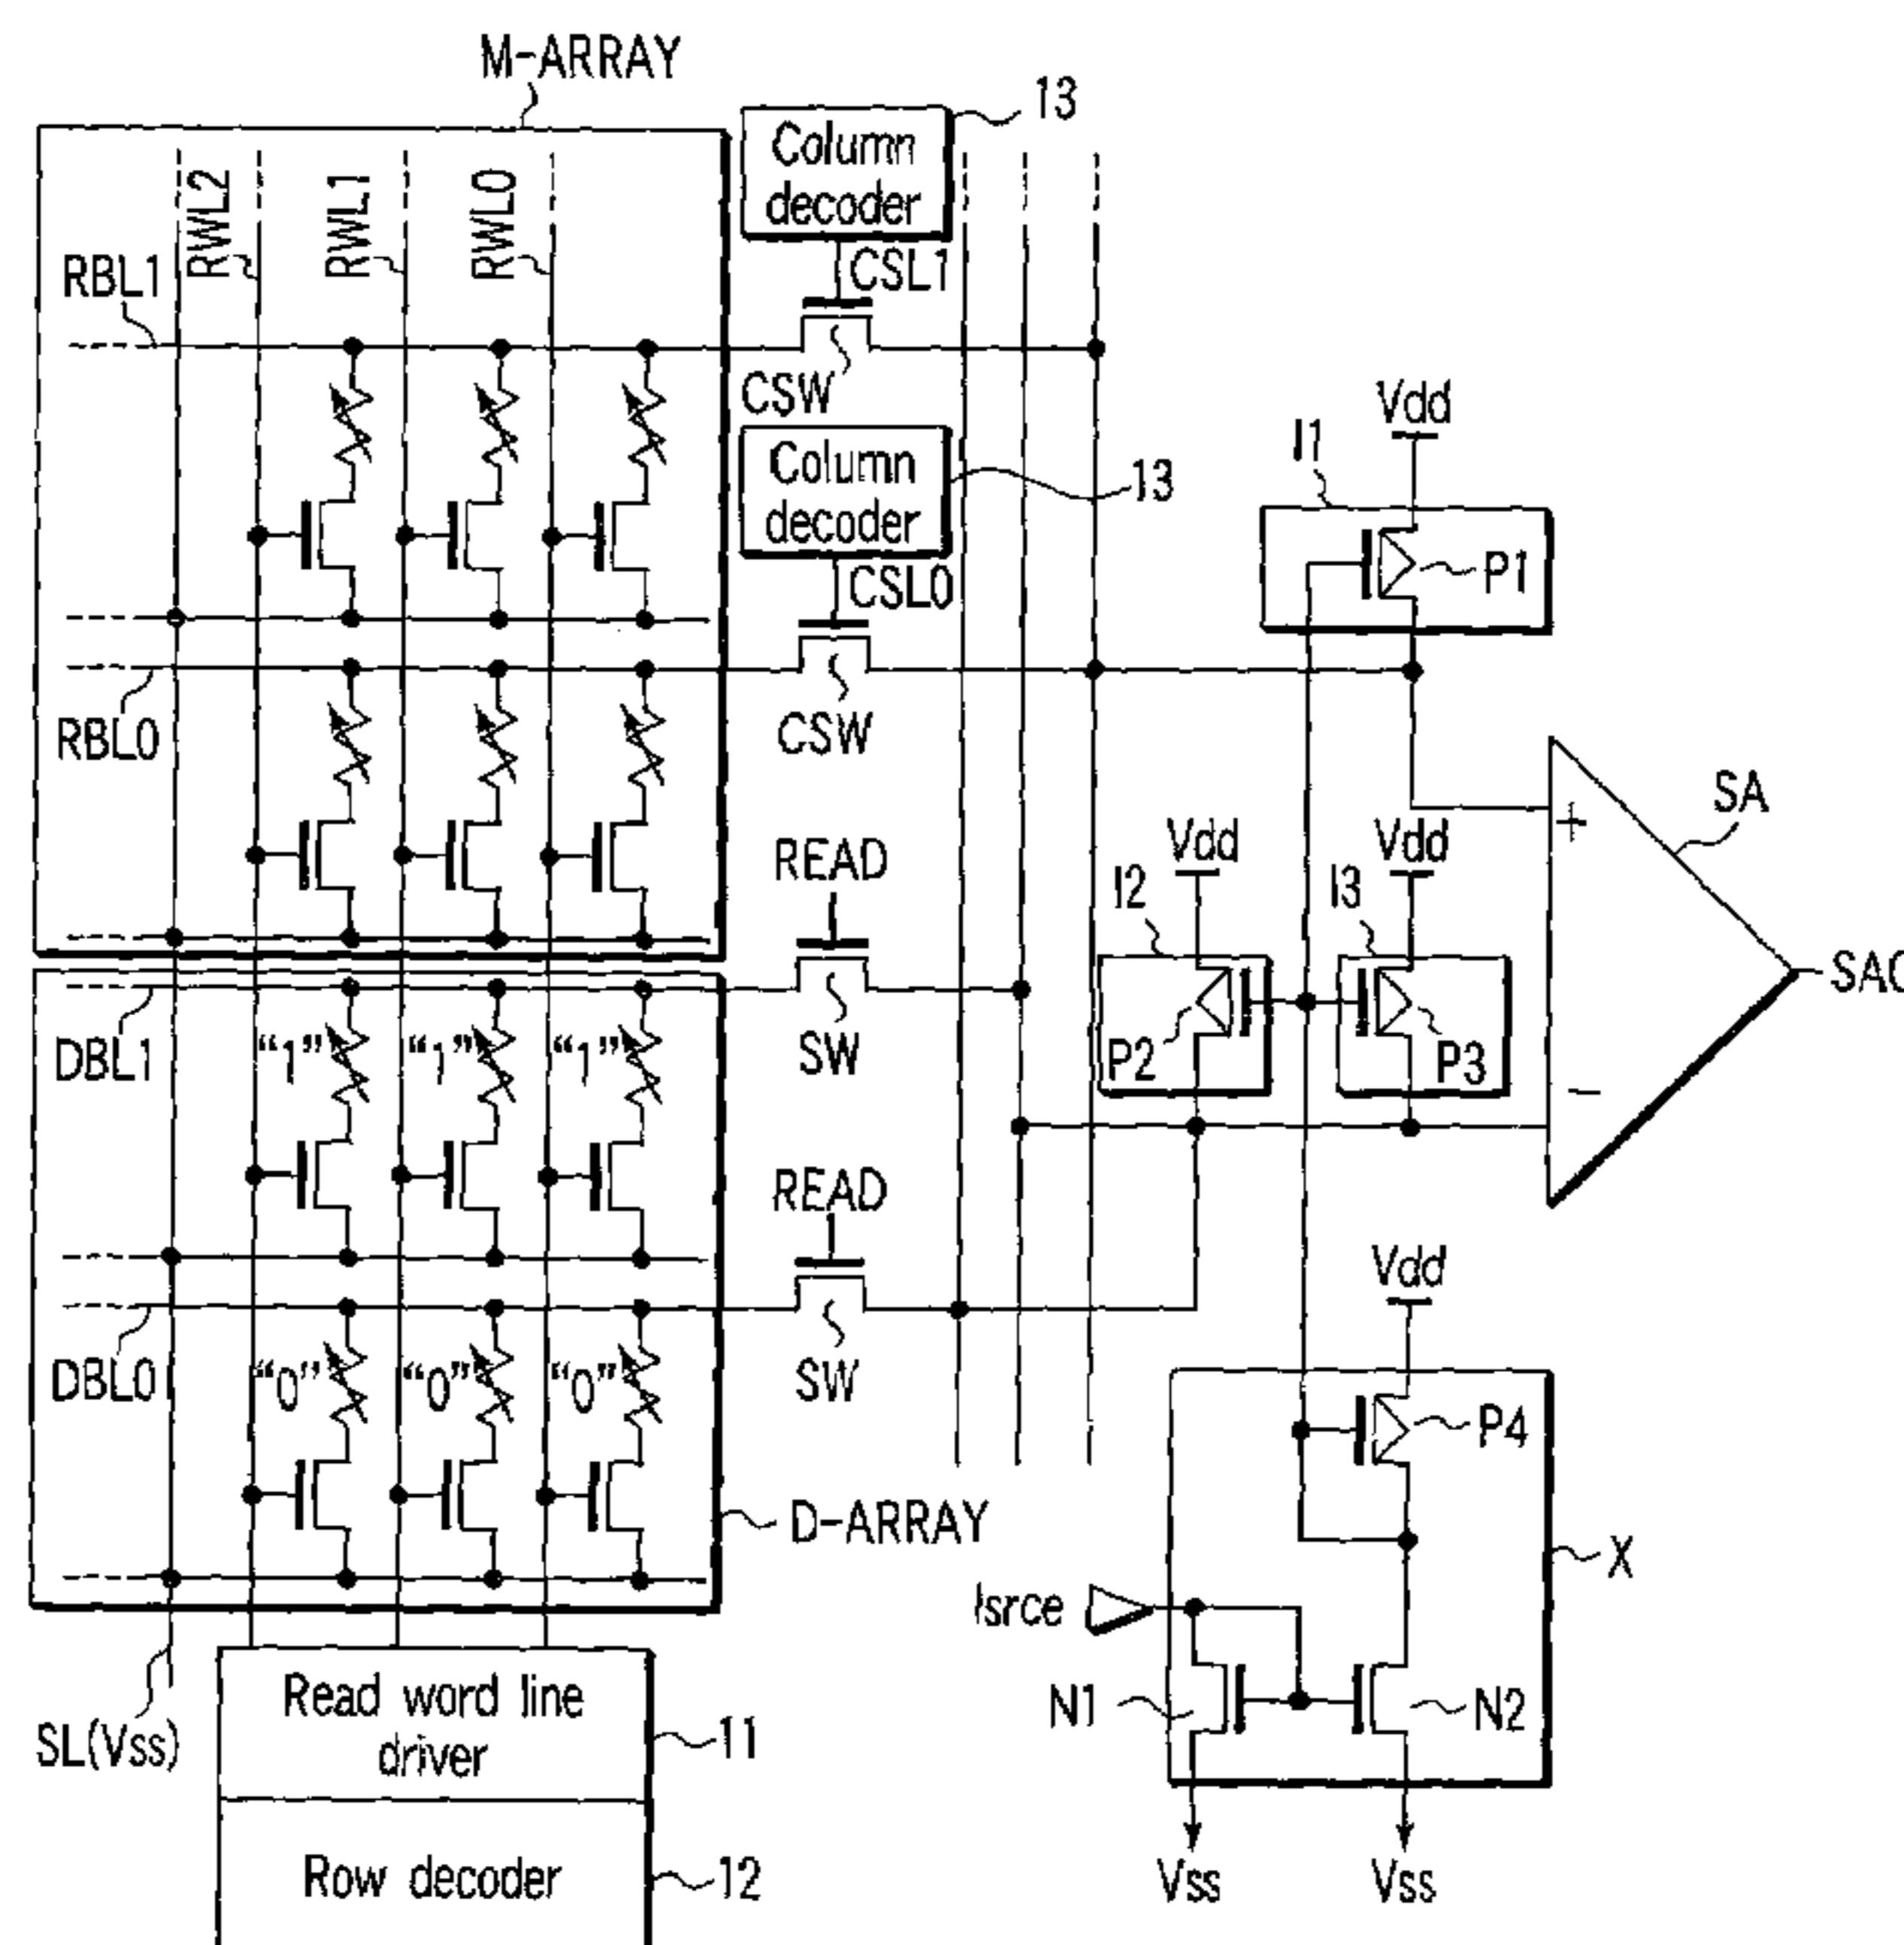 M-ARRAY
Column
decoder
13
RWL2
RWL1
RWL0
RBL1
CSL1
CSW
Column
decoder
13
CSL0
RBL0
CSW
Vdd
I1
P1
SA
+
READ
Vdd
Vdd
I2
I3
DBL1
"1"
"1"
"1"
SW
P2
P3
−
READ
DBL0
"0"
"0"
"0"
SW
Vdd
P4
D-ARRAY
X
Isrce
N1
N2
SL(Vss)
Read word line
driver
11
Row decoder
12
Vss
Vss